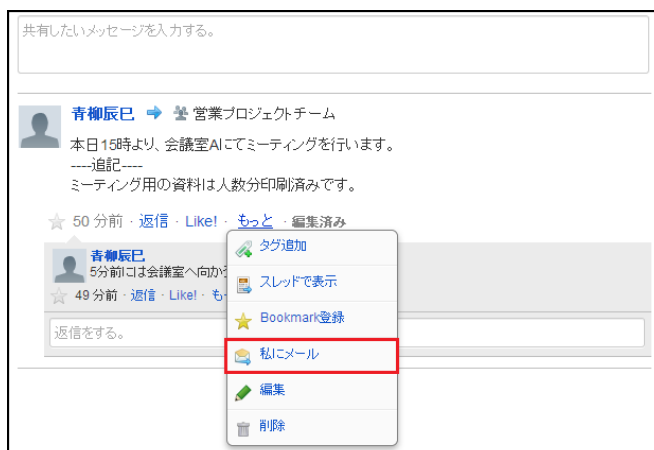 共有したいメッセージを入力する。
青柳辰巳 営業プロジェクトチーム
本日15時より、会議室AIにてミーティングを行います。
----追記----
ミーティング用の資料は人数分印刷済みです。
50 分前 · 返信 · Like! · もっと · 編集済み
青柳辰巳
5分前には会議室へ向か
49 分前 · 返信 · Like! · も
返信をする。
タグ追加
スレッドで表示
Bookmark登録
私にメール
編集
削除